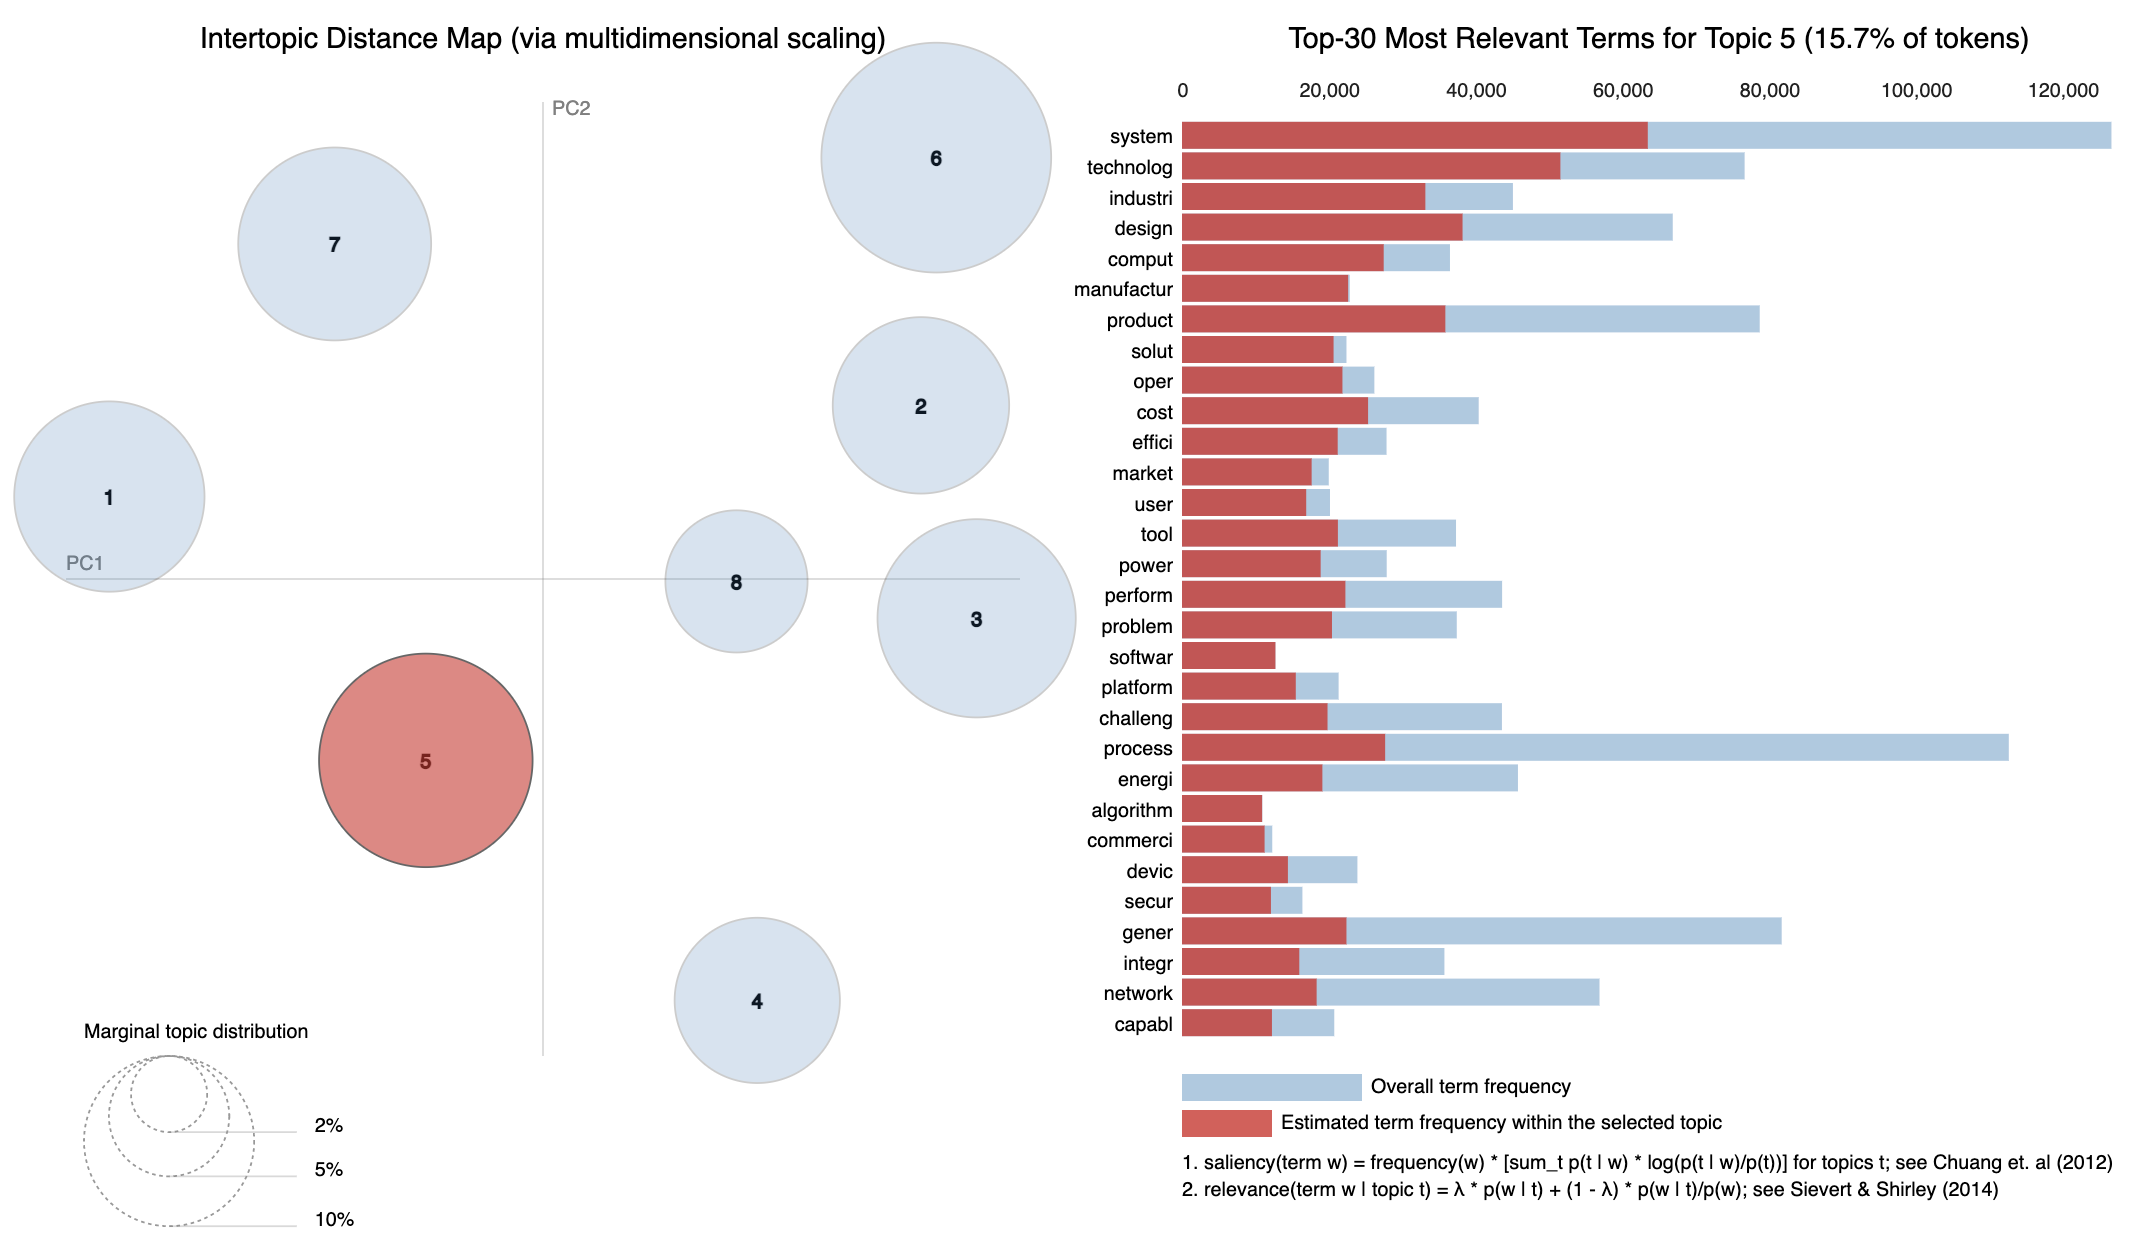 Intertopic Distance Map (via multidimensional scaling)
PC2
6
7
2
1
PC1
8
3
5
4
Marginal topic distribution
2%
5%
10%
Top-30 Most Relevant Terms for Topic 5 (15.7% of tokens)
0 20,000 40,000 60,000 80,000 100,000 120,000
system
technolog
industri
design
comput
manufactur
product
solut
oper
cost
effici
market
user
tool
power
perform
problem
softwar
platform
challeng
process
energi
algorithm
commerci
devic
secur
gener
integr
network
capabl
Overall term frequency
Estimated term frequency within the selected topic
1. saliency(term w) = frequency(w) * [sum_t p(t | w) * log(p(t | w)/p(t))] for topics t; see Chuang et. al (2012)
2. relevance(term w | topic t) = λ * p(w | t) + (1 - λ) * p(w | t)/p(w); see Sievert & Shirley (2014)